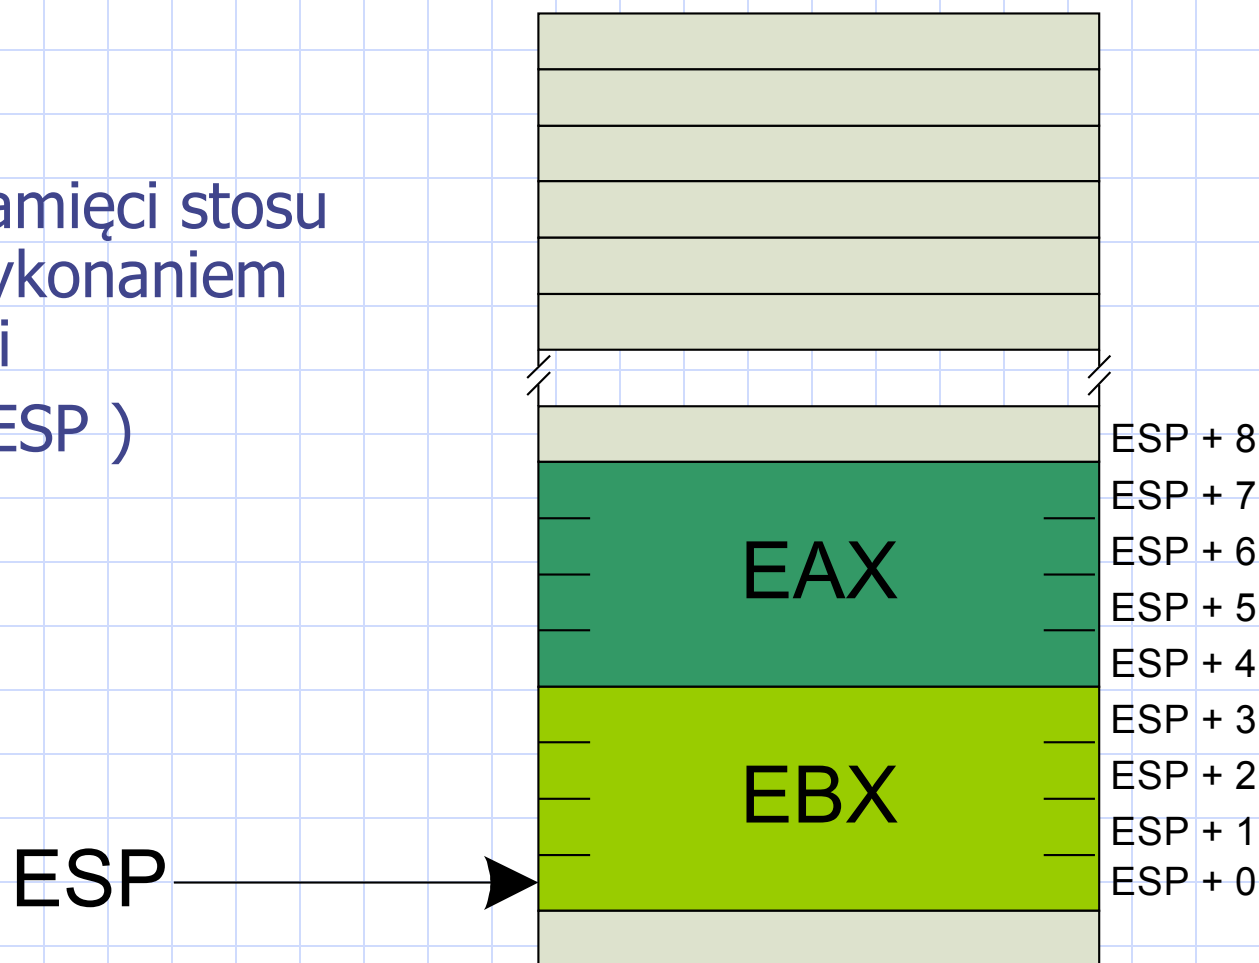 amięci stosu
ykonaniem
i
ESP )
ESP + 8
ESP + 7
EAX
ESP + 6
ESP + 5
ESP + 4
ESP + 3
EBX
ESP + 2
ESP + 1
ESP
ESP + 0